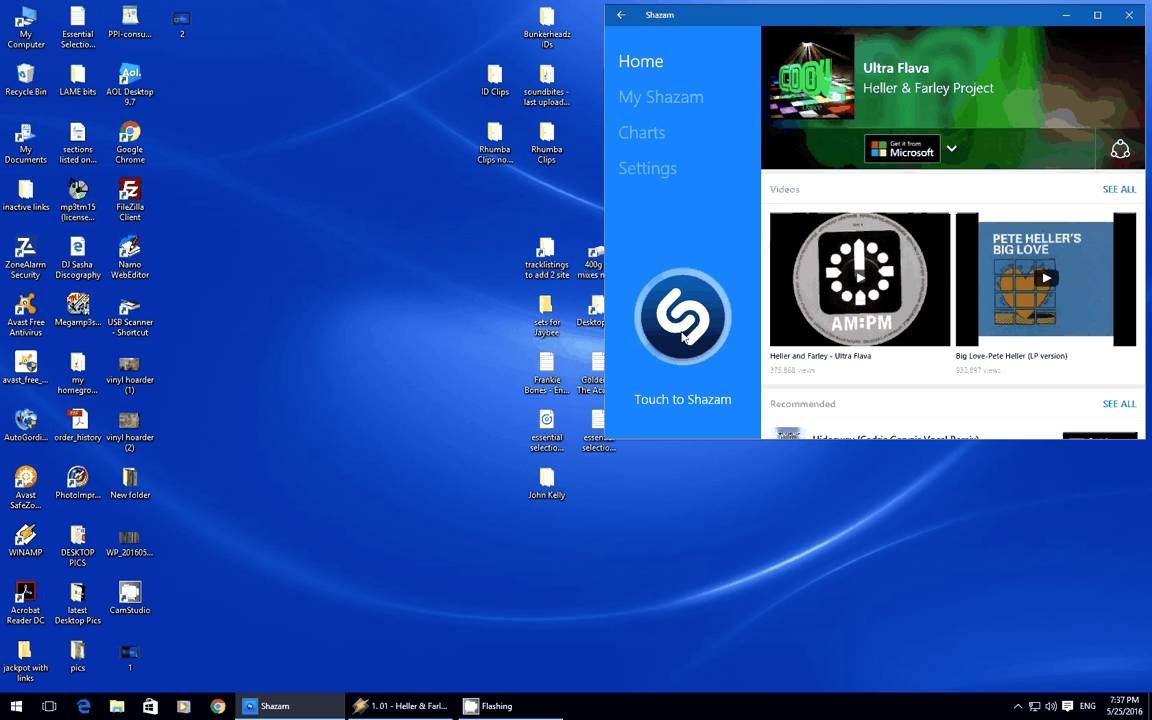 My
Computer
Essential
Selectio...
PPI-consu...
2
Recycle Bin
LAME bits
AOL Desktop
9.7
My
Documents
sections
listed on...
Google
Chrome
inactive links
mp3tm15
(license...
FileZilla
Client
ZoneAlarm
Security
DJ Sasha
Discography
Namo
WebEditor
Avast Free
Antivirus
Megamp3s...
USB Scanner
- Shortcut
avast_free_...
my
homegro...
vinyl hoarder
(1)
AutoGordi...
order_history
vinyl hoarder
(2)
Avast
SafeZo...
PhotoImpr...
New folder
WINAMP
DESKTOP
PICS
WP_201605...
Acrobat
Reader DC
latest
Desktop Pics
CamStudio
jackpot with
links
pics
1
Bunkerheadz
IDs
ID Clips
soundbites -
last upload...
Rhumba
Clips no...
Rhumba
Clips
tracklistings
to add 2 site
400g
mixes n
sets for
Jaybee
Desktop
Frankie
Bones - En...
Golden
The Ac
essential
selectio...
essen
selectio...
John Kelly
Shazam
Home
My Shazam
Charts
Settings
Touch to Shazam
COOL
Ultra Flava
Heller & Farley Project
Get it from
Microsoft
Videos
SEE ALL
AM:PM
PETE HELLER'S
BIG LOVE
Heller and Farley - Ultra Flava
375,868 views
Big Love-Pete Heller (LP version)
932,897 views
Recommended
SEE ALL
Shazam
1. 01 - Heller & Farl...
Flashing
ENG
7:37 PM
5/25/2016